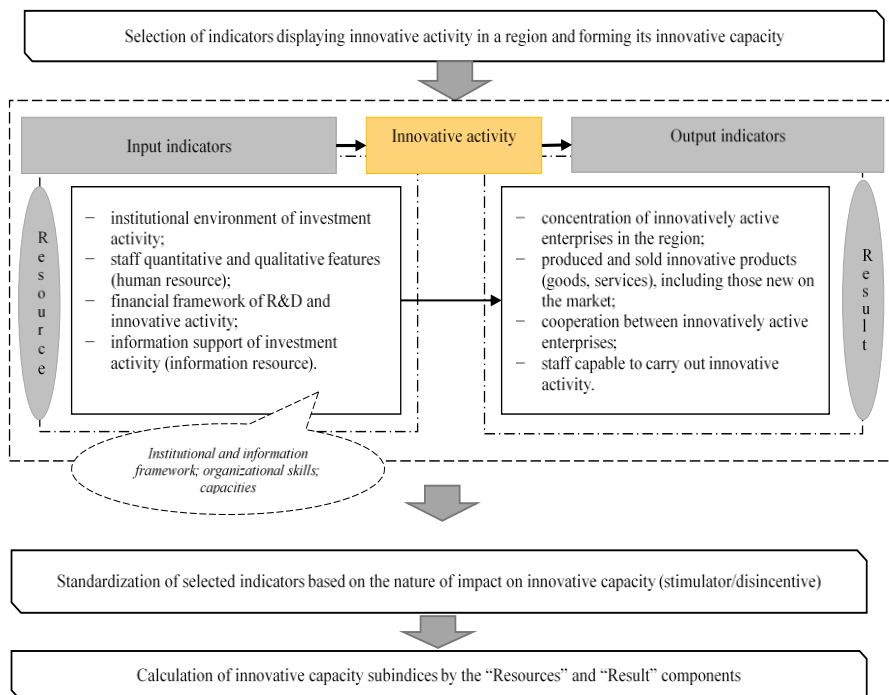 Selection of indicators displaying innovative activity in a region and forming its innovative capacity
Input indicators
Innovative activity
Output indicators
Resource
– institutional environment of investment
activity;
– staff quantitative and qualitative features
(human resource);
– financial framework of R&D and
innovative activity;
– information support of investment
activity (information resource).
– concentration of innovatively active
enterprises in the region;
– produced and sold innovative products
(goods, services), including those new on
the market;
– cooperation between innovatively active
enterprises;
– staff capable to carry out innovative
activity.
Result
Institutional and information
framework; organizational skills;
capacities
Standardization of selected indicators based on the nature of impact on innovative capacity (stimulator/disincentive)
Calculation of innovative capacity subindices by the “Resources” and “Result” components